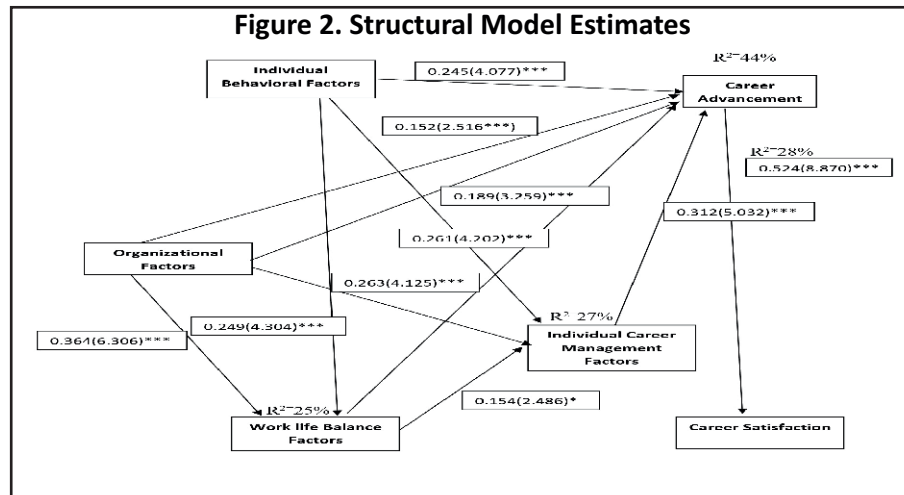 Figure 2. Structural Model Estimates
R²⁼44%
Individual
Behavioral Factors
0.245(4.077)***
Career
Advancement
0.152(2.516***)
R²⁼28%
0.524(8.870)***
0.189(3.259)***
0.312(5.032)***
0.261(4.202)***
Organizational
Factors
0.263(4.125)***
R²⁼27%
0.249(4.304)***
0.364(6.306)***
Individual Career
Management
Factors
0.154(2.486)*
R²⁼25%
Work life Balance
Factors
Career Satisfaction